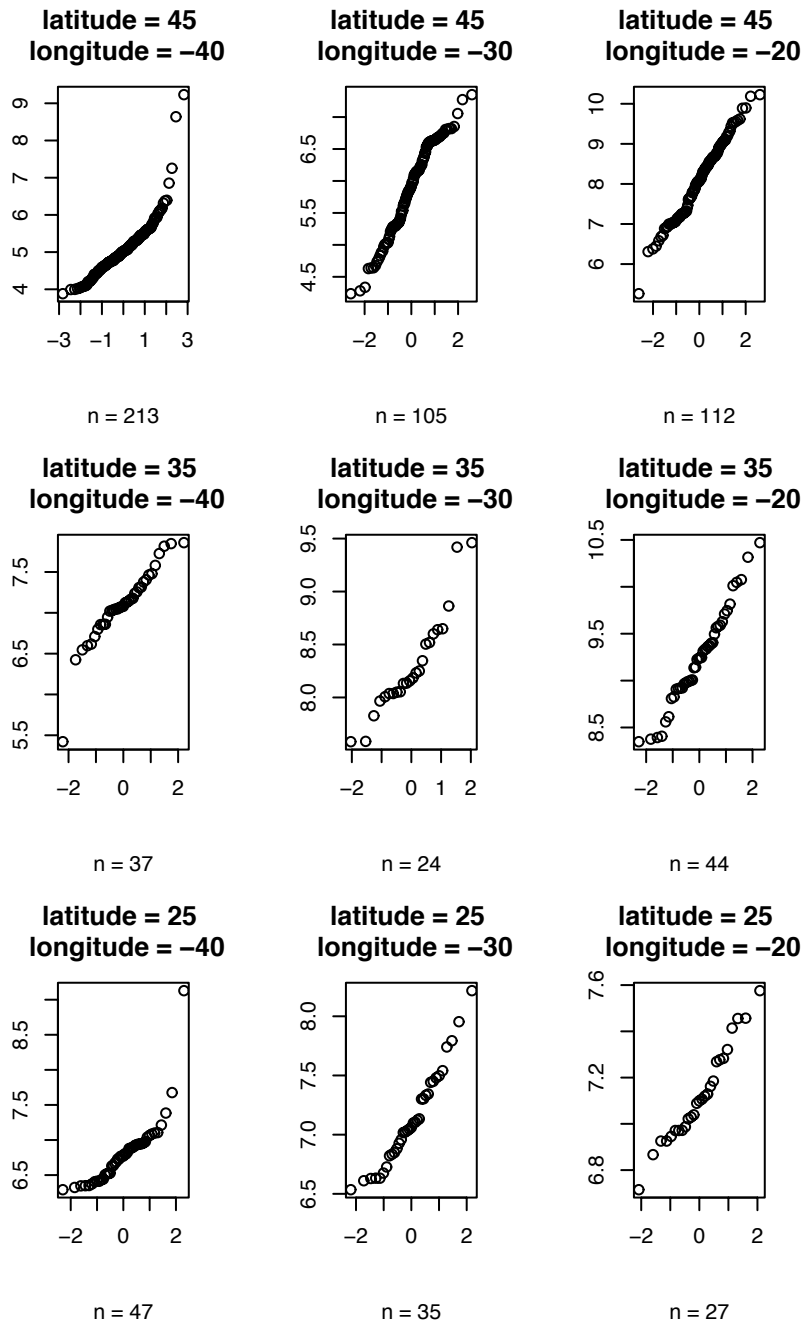 latitude = 45
longitude = −40
4 5 6 7 8 9
−3 −1 1 3
n = 213
latitude = 45
longitude = −30
4.5 5.5 6.5
−2 0 2
n = 105
latitude = 45
longitude = −20
6 7 8 9 10
−2 0 2
n = 112
latitude = 35
longitude = −40
5.5 6.5 7.5
−2 0 2
n = 37
latitude = 35
longitude = −30
8.0 8.5 9.0 9.5
−2 0 1 2
n = 24
latitude = 35
longitude = −20
8.5 9.5 10.5
−2 0 2
n = 44
latitude = 25
longitude = −40
6.5 7.5 8.5
−2 0 2
n = 47
latitude = 25
longitude = −30
6.5 7.0 7.5 8.0
−2 0 2
n = 35
latitude = 25
longitude = −20
6.8 7.2 7.6
−2 0 2
n = 27